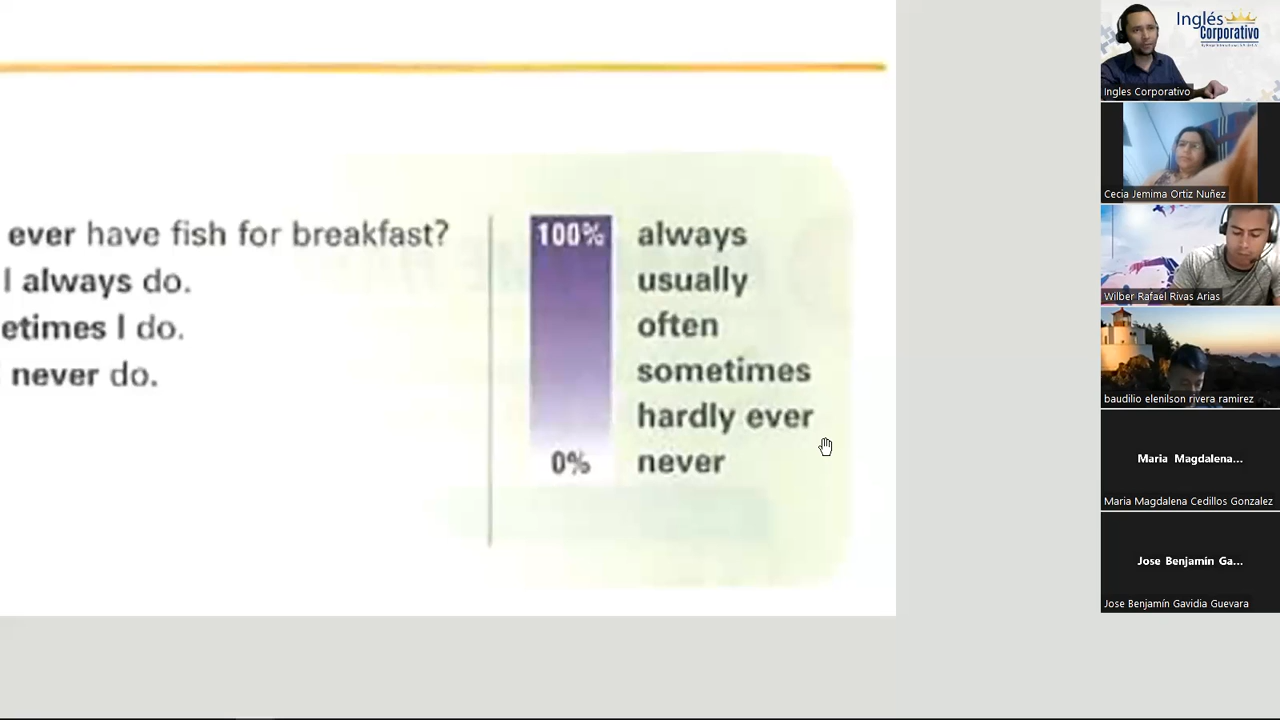 ever have fish for breakfast?
I always do.
etimes I do.
never do.
100%
0%
always
usually
often
sometimes
hardly ever
never
Inglés
Corporativo
Ingles Corporativo
Cecia Jemima Ortiz Nuñez
Wilber Rafael Rivas Arias
baudilio elenilson rivera ramirez
Maria Magdalena...
Maria Magdalena Cedillos Gonzalez
Jose Benjamín Ga...
Jose Benjamín Gavidia Guevara